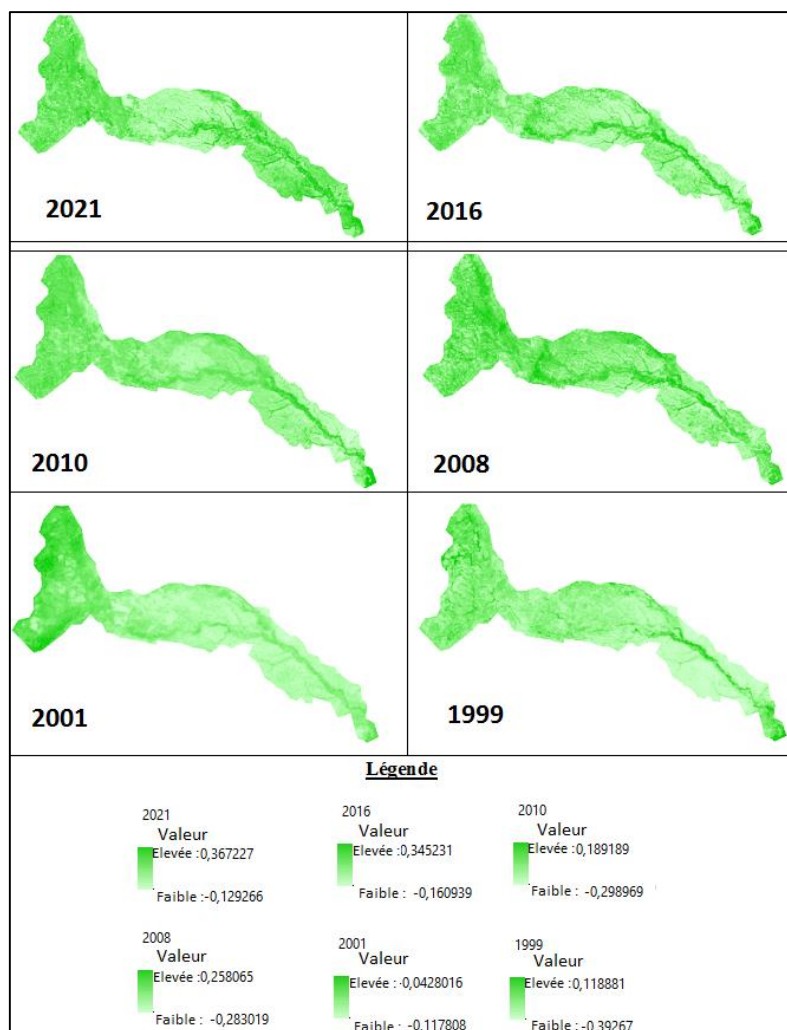 2021
2016
2010
2008
2001
1999
Légende
2021
Valeur
Elevée :0,367227
Faible :-0,129266
2016
Valeur
Elevée :0,345231
Faible : -0,160939
2010
Valeur
Elevée :0,189189
Faible : -0,298969
2008
Valeur
Elevée :0,258065
Faible : -0,283019
2001
Valeur
Elevée : -0,0428016
Faible : -0,117808
1999
Valeur
Elevée :0,118881
Faible : -0,39267